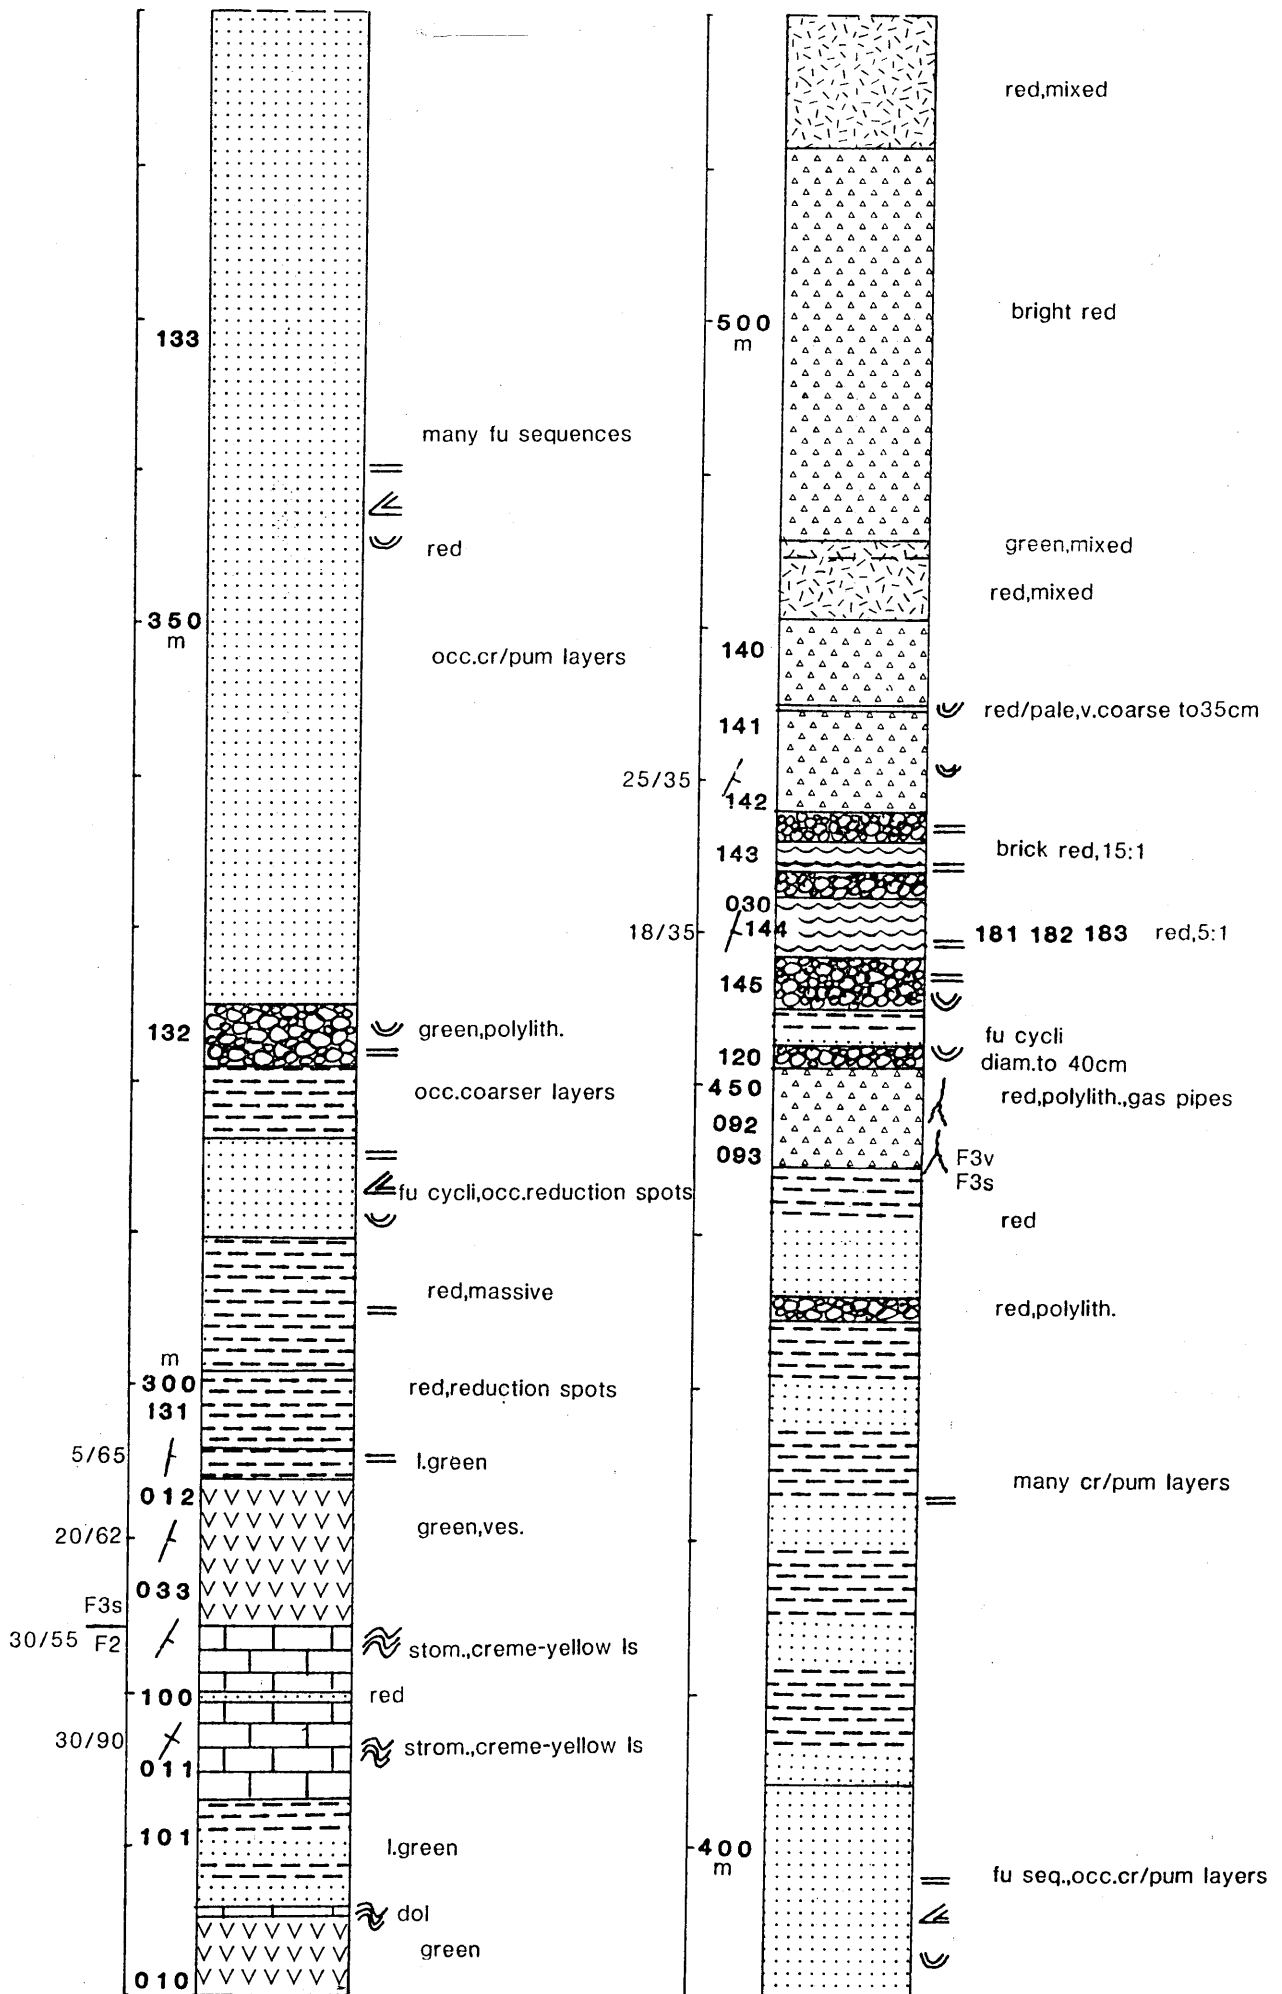 133
many fu sequences
red
350
m
occ.cr/pum layers
132
green,polylith.
occ.coarser layers
fu cycli,occ.reduction spots
red,massive
m
300
131
red,reduction spots
5/65
l.green
012
20/62
green,ves.
033
F3s
30/55 F2
stom.,creme-yellow ls
100
red
30/90
strom.,creme-yellow ls
011
101
l.green
dol
green
010
red,mixed
500
m
bright red
green,mixed
red,mixed
140
141
red/pale,v.coarse to35cm
25/35
142
143
brick red,15:1
030
18/35
144
181 182 183 red,5:1
145
fu cycli
120
diam.to 40cm
450
red,polylith.,gas pipes
092
093
F3v
F3s
red
red,polylith.
many cr/pum layers
400
m
fu seq.,occ.cr/pum layers